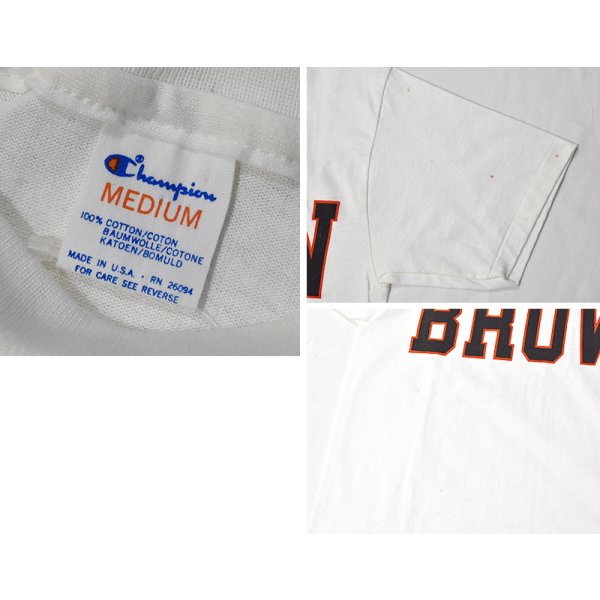 Champion®
MEDIUM
100% COTTON/COTON
BAUMWOLLE/COTONE
KATOEN/BOMULD
MADE IN U.S.A. • RN 26094
FOR CARE SEE REVERSE
N
BROW